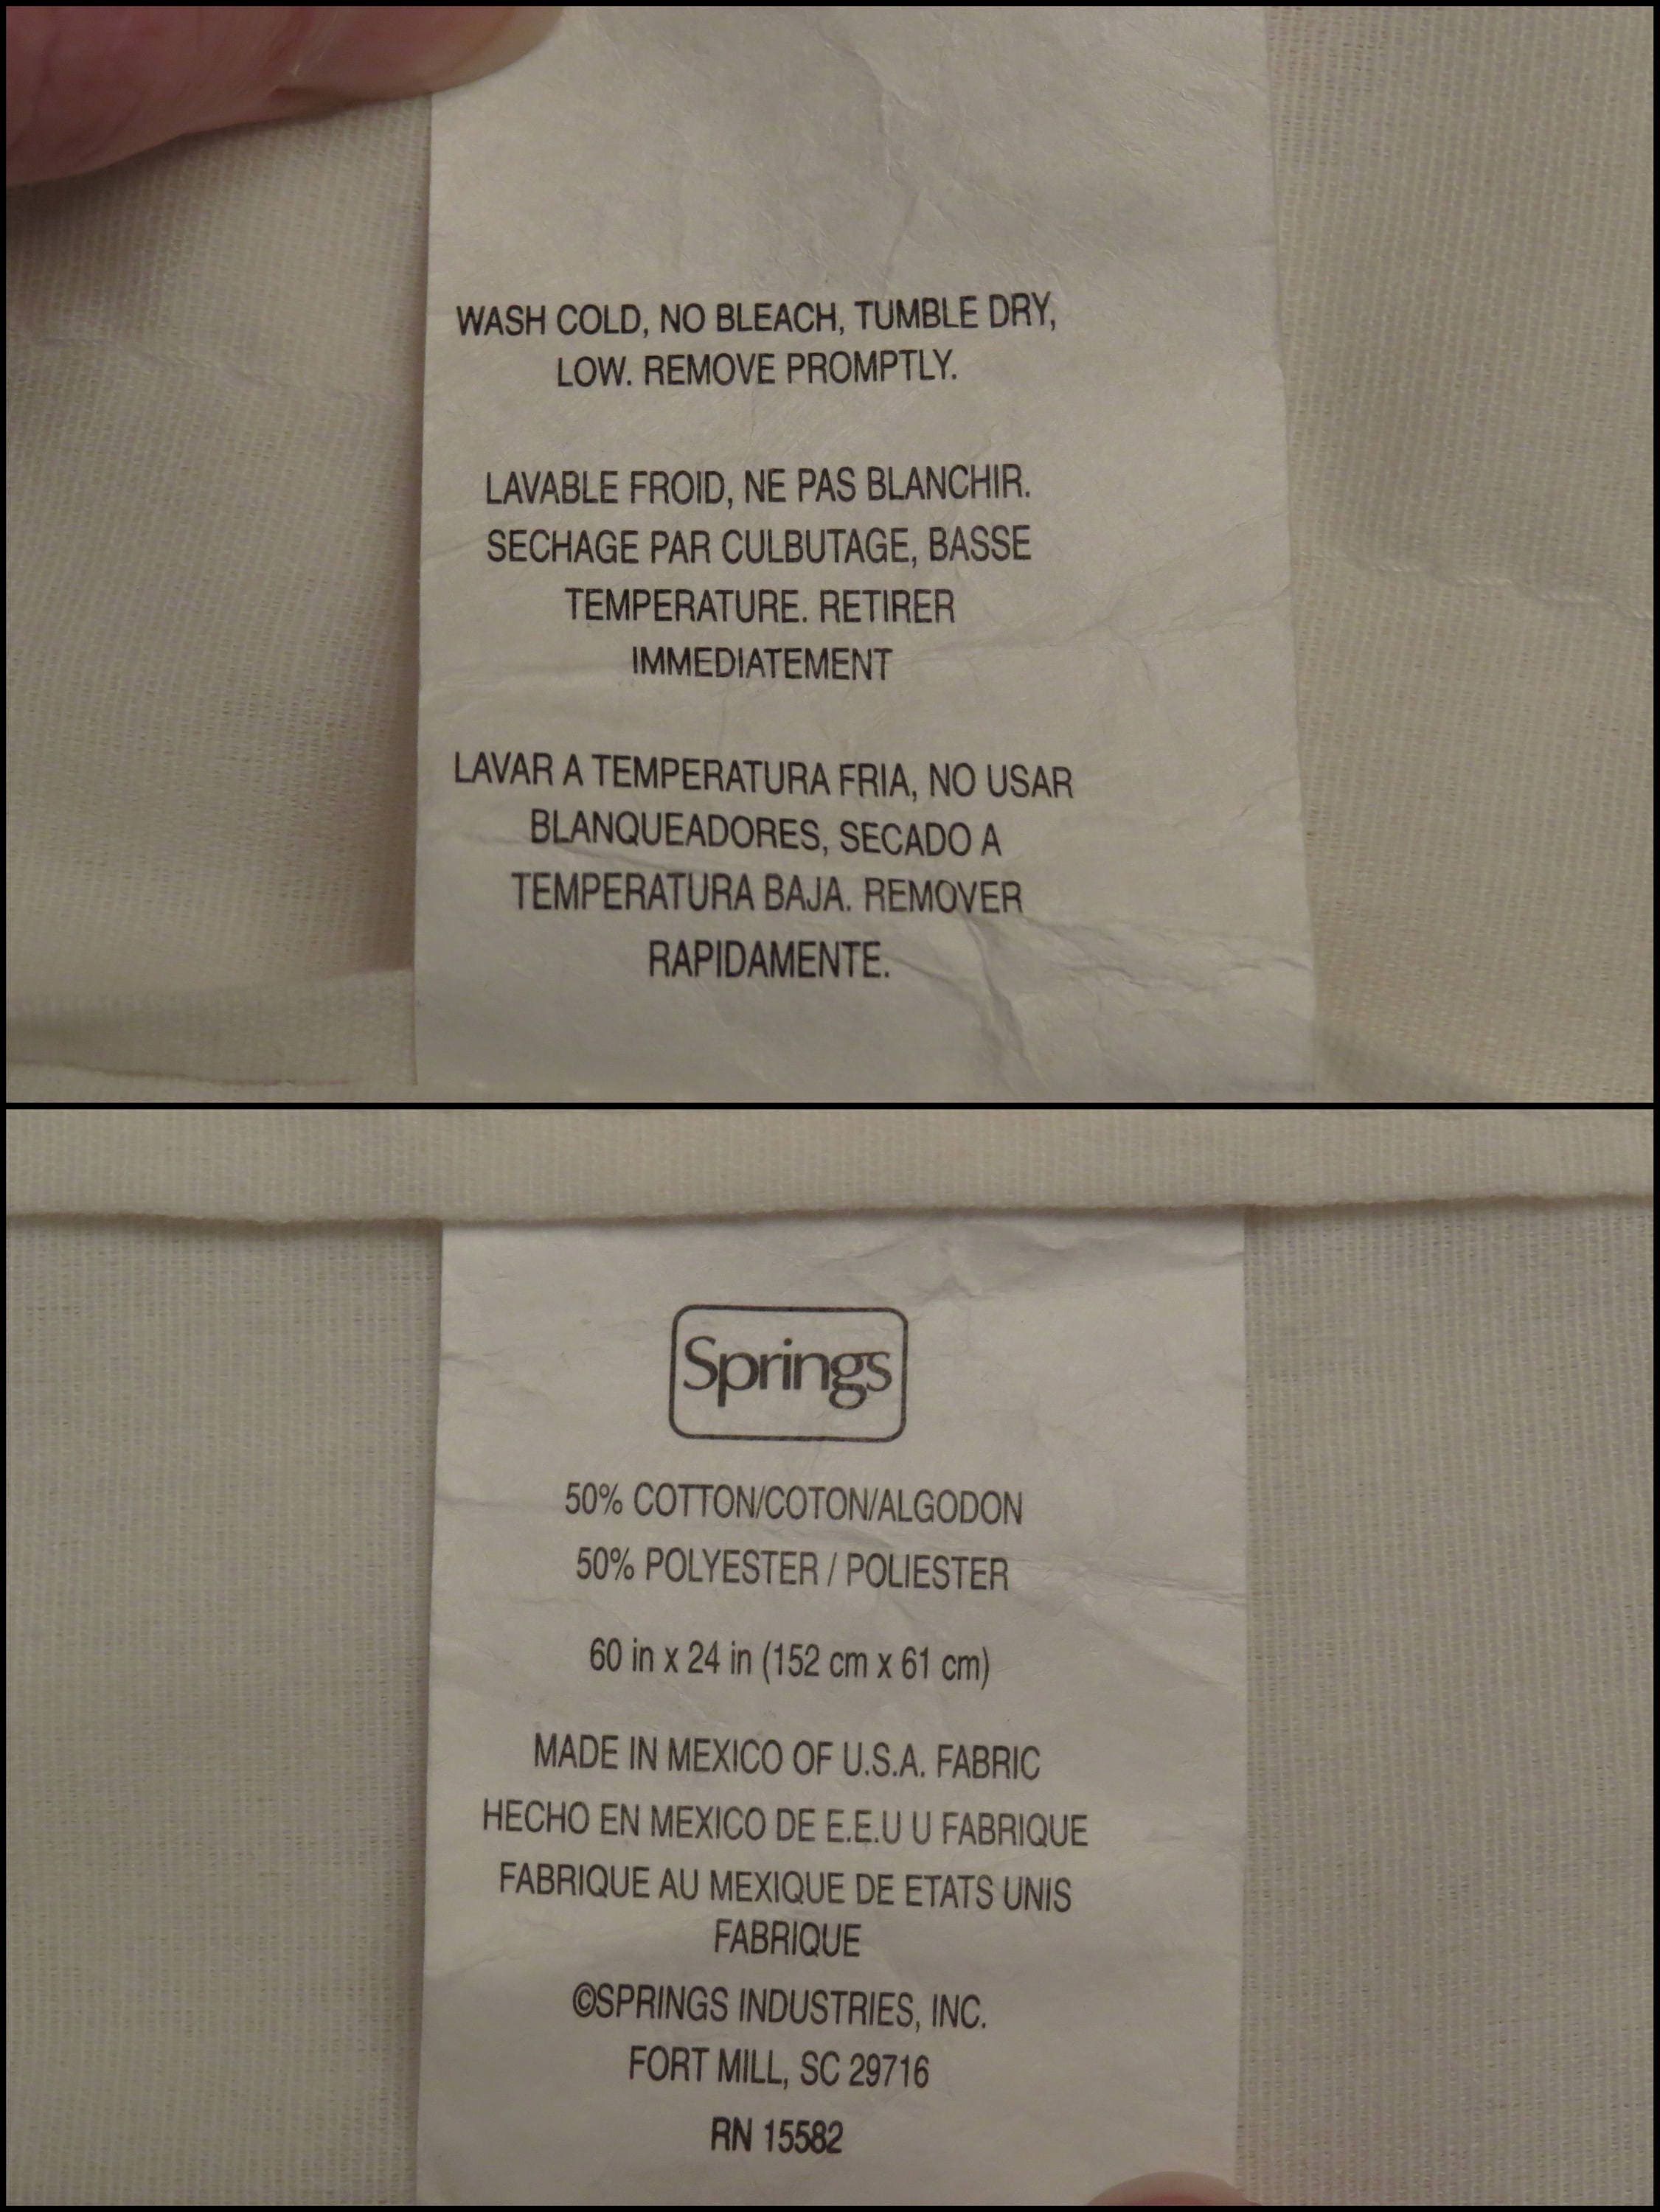 WASH COLD, NO BLEACH, TUMBLE DRY,
LOW. REMOVE PROMPTLY.
LAVABLE FROID, NE PAS BLANCHIR.
SECHAGE PAR CULBUTAGE, BASSE
TEMPERATURE. RETIRER
IMMEDIATEMENT
LAVAR A TEMPERATURA FRIA, NO USAR
BLANQUEADORES, SECADO A
TEMPERATURA BAJA. REMOVER
RAPIDAMENTE.
Springs
50% COTTON/COTON/ALGODON
50% POLYESTER / POLIESTER
60 in x 24 in (152 cm x 61 cm)
MADE IN MEXICO OF U.S.A. FABRIC
HECHO EN MEXICO DE E.E.U U FABRIQUE
FABRIQUE AU MEXIQUE DE ETATS UNIS
FABRIQUE
©SPRINGS INDUSTRIES, INC.
FORT MILL, SC 29716
RN 15582